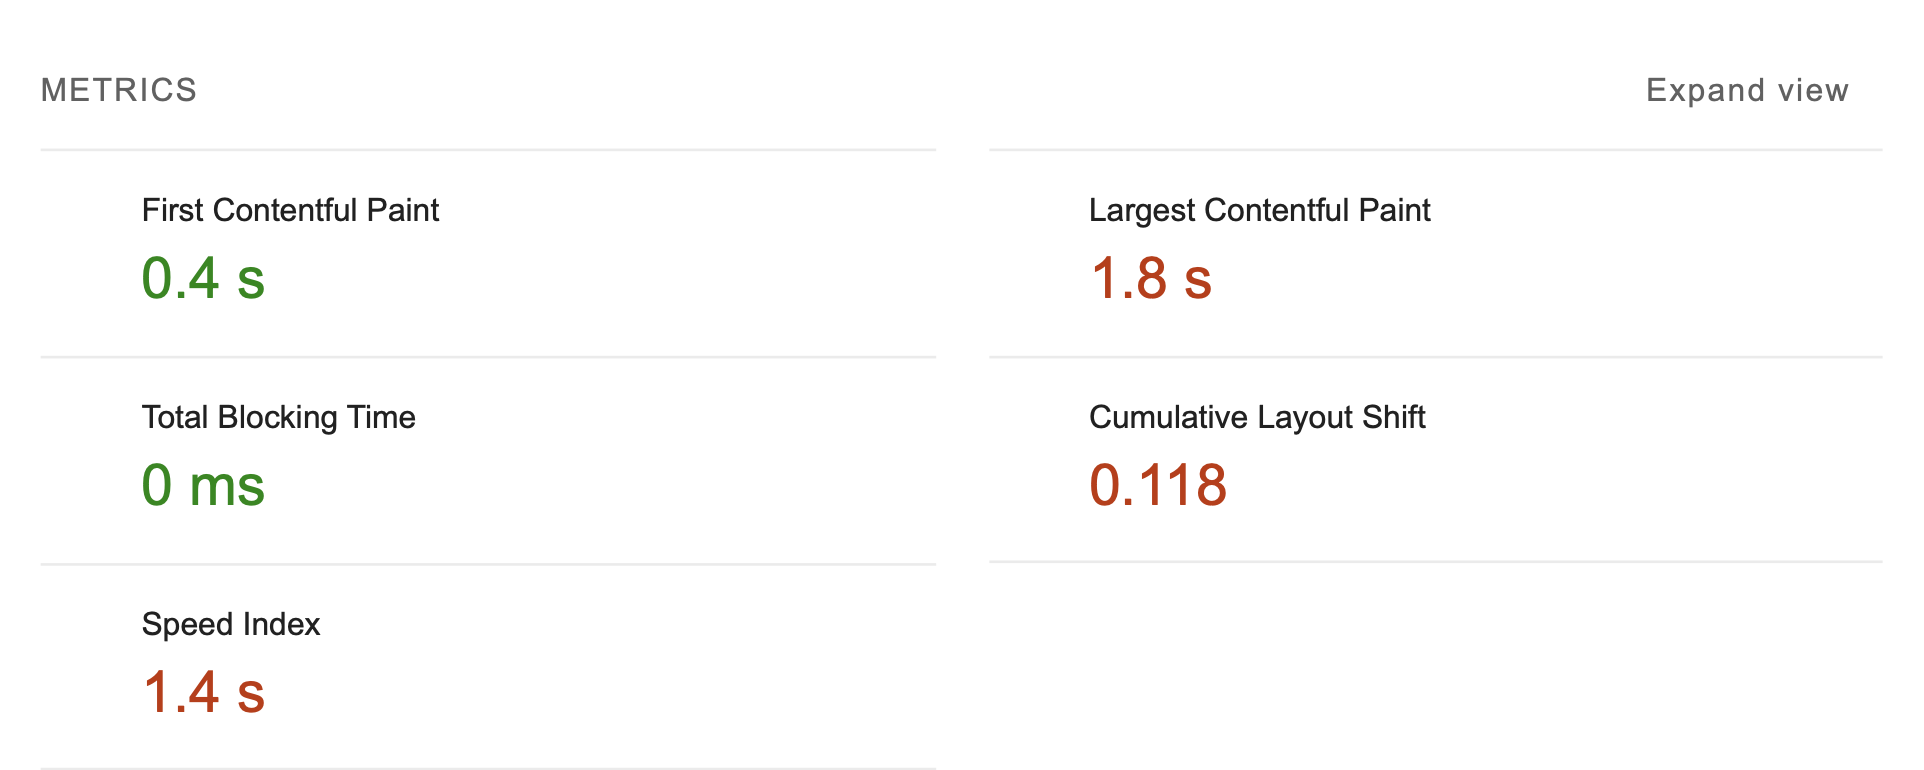 METRICS
Expand view
First Contentful Paint
0.4 s
Largest Contentful Paint
1.8 s
Total Blocking Time
0 ms
Cumulative Layout Shift
0.118
Speed Index
1.4 s